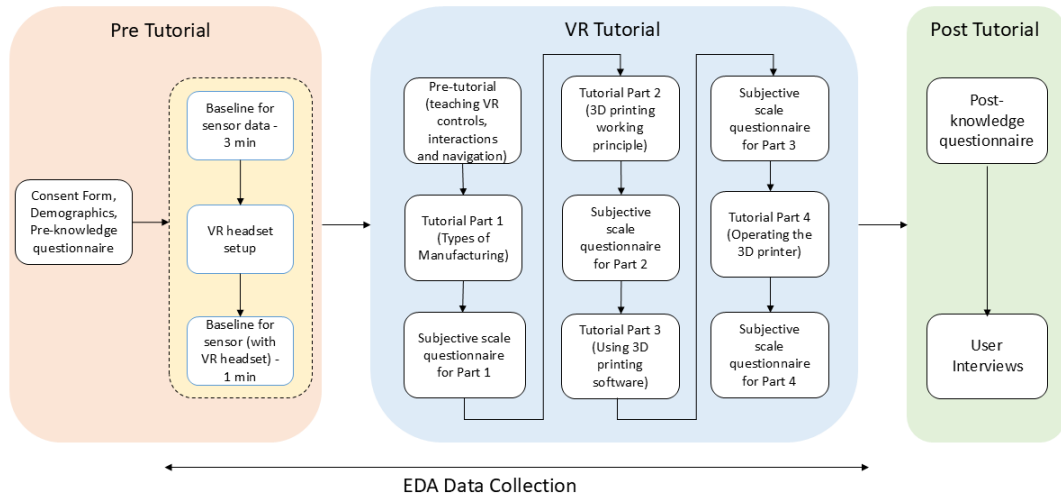 Pre Tutorial
Consent Form,
Demographics,
Pre-knowledge
questionnaire
Baseline for
sensor data -
3 min
VR headset
setup
Baseline for
sensor (with
VR headset) -
1 min
VR Tutorial
Pre-tutorial
(teaching VR
controls,
interactions
and navigation)
Tutorial Part 1
(Types of
Manufacturing)
Subjective scale
questionnaire
for Part 1
Tutorial Part 2
(3D printing
working
principle)
Subjective
scale
questionnaire
for Part 2
Tutorial Part 3
(Using 3D
printing
software)
Subjective
scale
questionnaire
for Part 3
Tutorial Part 4
(Operating the
3D printer)
Subjective
scale
questionnaire
for Part 4
Post Tutorial
Post-
knowledge
questionnaire
User
Interviews
EDA Data Collection